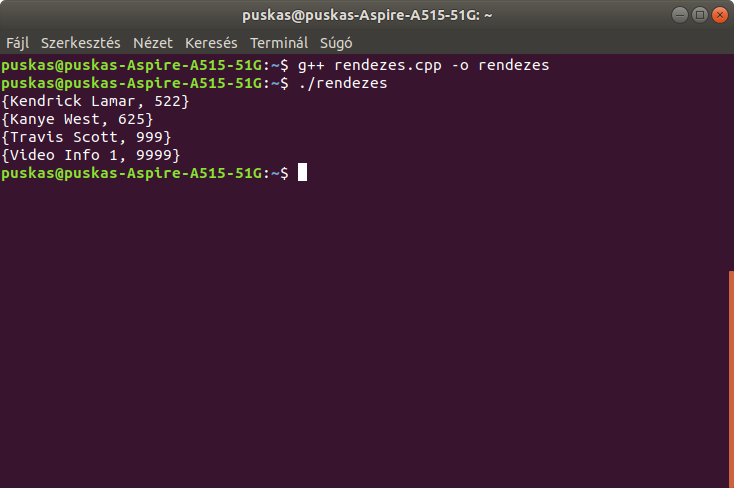 puskas@puskas-Aspire-A515-51G: ~
Fájl Szerkesztés Nézet Keresés Terminál Súgó
puskas@puskas-Aspire-A515-51G:~$ g++ rendezes.cpp -o rendezes
puskas@puskas-Aspire-A515-51G:~$ ./rendezes
{Kendrick Lamar, 522}
{Kanye West, 625}
{Travis Scott, 999}
{Video Info 1, 9999}
puskas@puskas-Aspire-A515-51G:~$